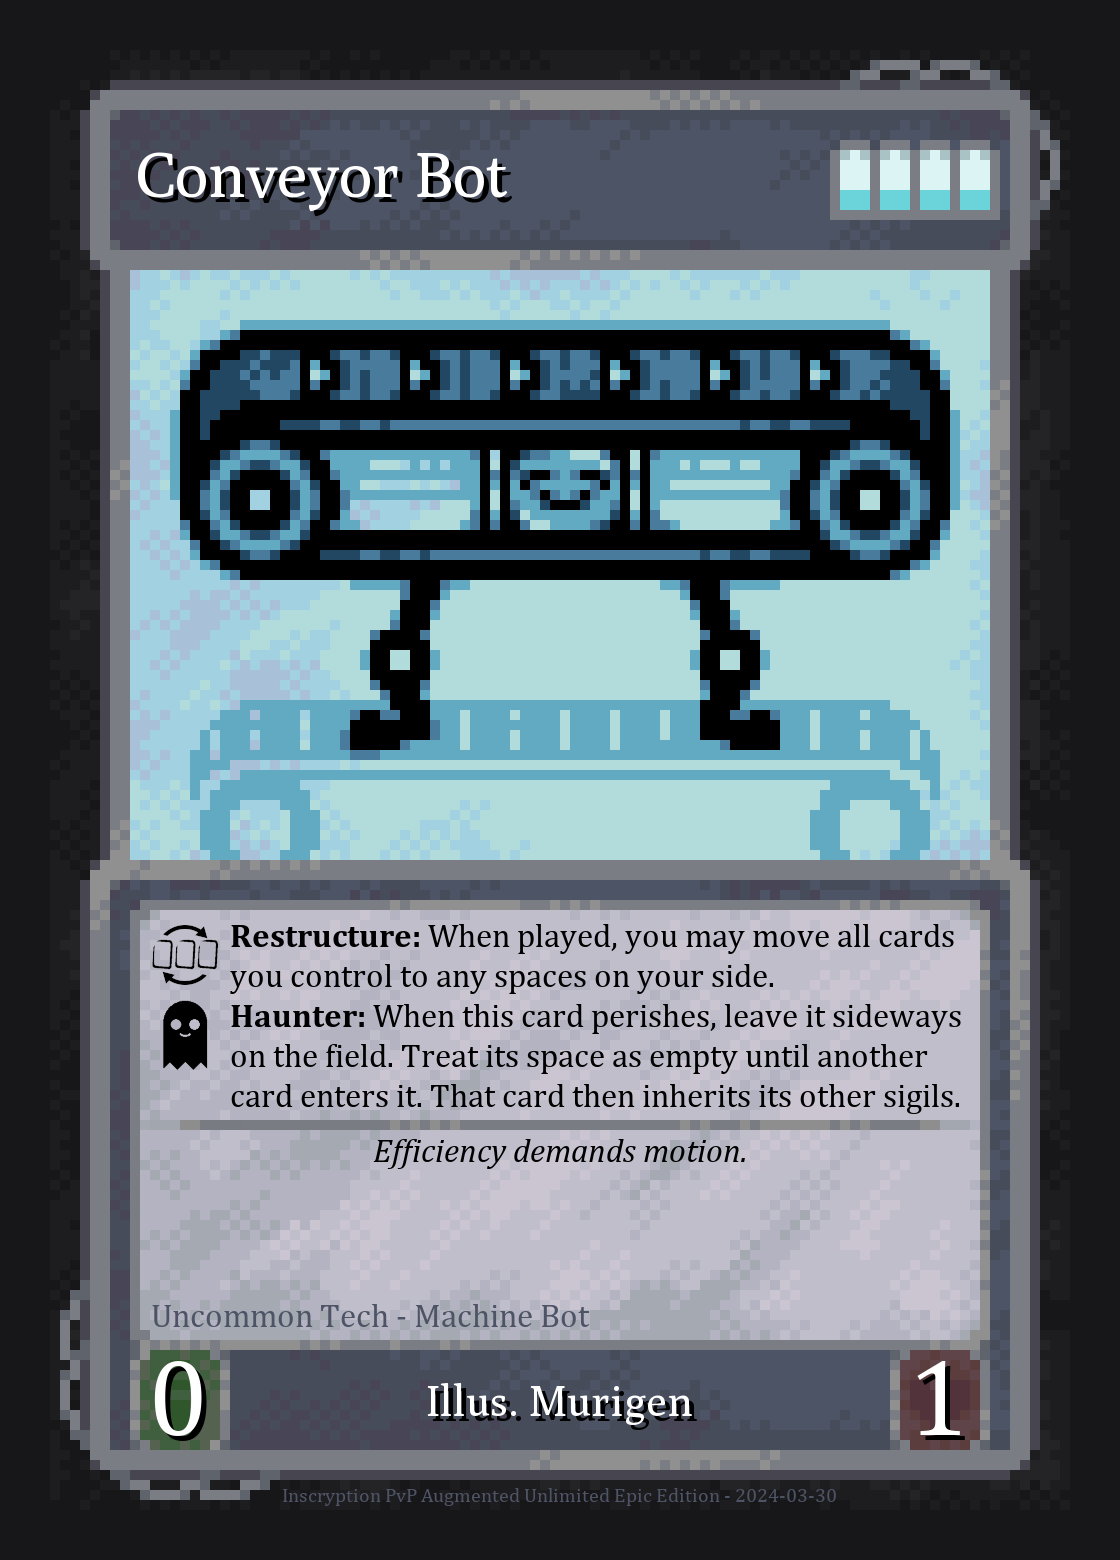 Conveyor Bot
Restructure: When played, you may move all cards
you control to any spaces on your side.
Haunter: When this card perishes, leave it sideways
on the field. Treat its space as empty until another
card enters it. That card then inherits its other sigils.
Efficiency demands motion.
Uncommon Tech - Machine Bot
0
Illus. Murigen
1
Inscryption PvP Augmented Unlimited Epic Edition - 2024-03-30